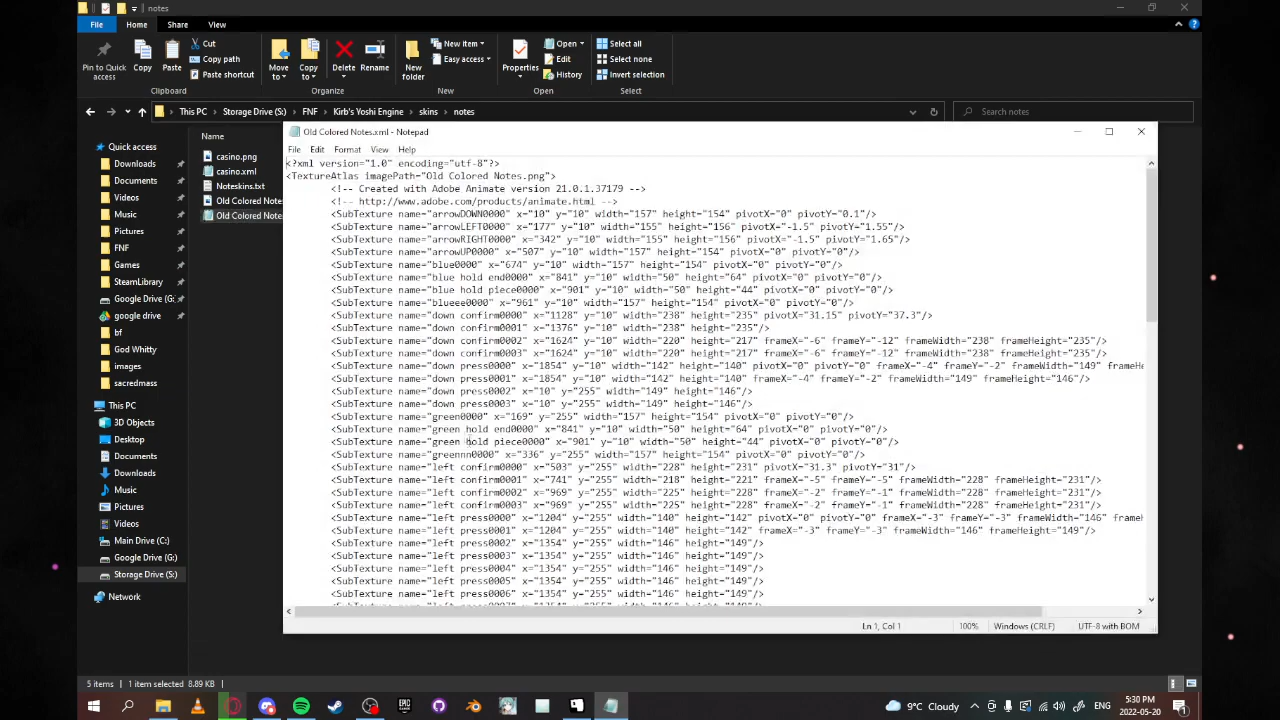 notes
File
Home
Share
View
Pin to Quick access
Copy
Paste
Cut
Copy path
Paste shortcut
Clipboard
Move to
Copy to
Delete
Rename
Organize
New folder
New item
Easy access
New
Properties
Open
Edit
History
Open
Select all
Select none
Invert selection
Select
This PC > Storage Drive (S:) > FNF > Kirb's Yoshi Engine > skins > notes
Search notes
Quick access
Downloads
Documents
Videos
Music
Pictures
FNF
Games
SteamLibrary
Google Drive (G:
google drive
bf
God Whitty
images
sacredmass
This PC
3D Objects
Desktop
Documents
Downloads
Music
Pictures
Videos
Main Drive (C:)
Google Drive (G:)
Storage Drive (S:)
Network
Name
casino.png
casino.xml
Noteskins.txt
Old Colored Note
Old Colored Note
Old Colored Notes.xml - Notepad
File Edit Format View Help
<?xml version="1.0" encoding="utf-8"?>
<TextureAtlas imagePath="Old Colored Notes.png">
<!-- Created with Adobe Animate version 21.0.1.37179 -->
<!-- http://www.adobe.com/products/animate.html -->
<SubTexture name="arrowDOWN0000" x="10" y="10" width="157" height="154" pivotX="0" pivotY="0.1"/>
<SubTexture name="arrowLEFT0000" x="177" y="10" width="155" height="156" pivotX="-1.5" pivotY="1.55"/>
<SubTexture name="arrowRIGHT0000" x="342" y="10" width="155" height="156" pivotX="-1.5" pivotY="1.65"/>
<SubTexture name="arrowUP0000" x="507" y="10" width="157" height="154" pivotX="0" pivotY="0"/>
<SubTexture name="blue0000" x="674" y="10" width="157" height="154" pivotX="0" pivotY="0"/>
<SubTexture name="blue hold end0000" x="841" y="10" width="50" height="64" pivotX="0" pivotY="0"/>
<SubTexture name="blue hold piece0000" x="901" y="10" width="50" height="44" pivotX="0" pivotY="0"/>
<SubTexture name="blueee0000" x="961" y="10" width="157" height="154" pivotX="0" pivotY="0"/>
<SubTexture name="down confirm0000" x="1128" y="10" width="238" height="235" pivotX="31.15" pivotY="37.3"/>
<SubTexture name="down confirm0001" x="1376" y="10" width="238" height="235"/>
<SubTexture name="down confirm0002" x="1624" y="10" width="220" height="217" frameX="-6" frameY="-12" frameWidth="238" frameHeight="235"/>
<SubTexture name="down confirm0003" x="1624" y="10" width="220" height="217" frameX="-6" frameY="-12" frameWidth="238" frameHeight="235"/>
<SubTexture name="down press0000" x="1854" y="10" width="142" height="140" pivotX="0" pivotY="0" frameX="-4" frameY="-2" frameWidth="149" frameHe
<SubTexture name="down press0001" x="1854" y="10" width="142" height="140" frameX="-4" frameY="-2" frameWidth="149" frameHeight="146"/>
<SubTexture name="down press0002" x="10" y="255" width="149" height="146"/>
<SubTexture name="down press0003" x="10" y="255" width="149" height="146"/>
<SubTexture name="green0000" x="169" y="255" width="157" height="154" pivotX="0" pivotY="0"/>
<SubTexture name="green hold end0000" x="841" y="10" width="50" height="64" pivotX="0" pivotY="0"/>
<SubTexture name="green hold piece0000" x="901" y="10" width="50" height="44" pivotX="0" pivotY="0"/>
<SubTexture name="greennn0000" x="336" y="255" width="157" height="154" pivotX="0" pivotY="0"/>
<SubTexture name="left confirm0000" x="503" y="255" width="228" height="231" pivotX="31.3" pivotY="31"/>
<SubTexture name="left confirm0001" x="741" y="255" width="218" height="221" frameX="-5" frameY="-5" frameWidth="228" frameHeight="231"/>
<SubTexture name="left confirm0002" x="969" y="255" width="225" height="228" frameX="-2" frameY="-1" frameWidth="228" frameHeight="231"/>
<SubTexture name="left confirm0003" x="969" y="255" width="225" height="228" frameX="-2" frameY="-1" frameWidth="228" frameHeight="231"/>
<SubTexture name="left press0000" x="1204" y="255" width="140" height="142" pivotX="0" pivotY="0" frameX="-3" frameY="-3" frameWidth="146" frameH
<SubTexture name="left press0001" x="1204" y="255" width="140" height="142" frameX="-3" frameY="-3" frameWidth="146" frameHeight="149"/>
<SubTexture name="left press0002" x="1354" y="255" width="146" height="149"/>
<SubTexture name="left press0003" x="1354" y="255" width="146" height="149"/>
<SubTexture name="left press0004" x="1354" y="255" width="146" height="149"/>
<SubTexture name="left press0005" x="1354" y="255" width="146" height="149"/>
<SubTexture name="left press0006" x="1354" y="255" width="146" height="149"/>
Ln 1, Col 1
100%
Windows (CRLF)
UTF-8 with BOM
5 items
1 item selected 8.89 KB
9°C Cloudy
ENG
5:30 PM
2022-05-20